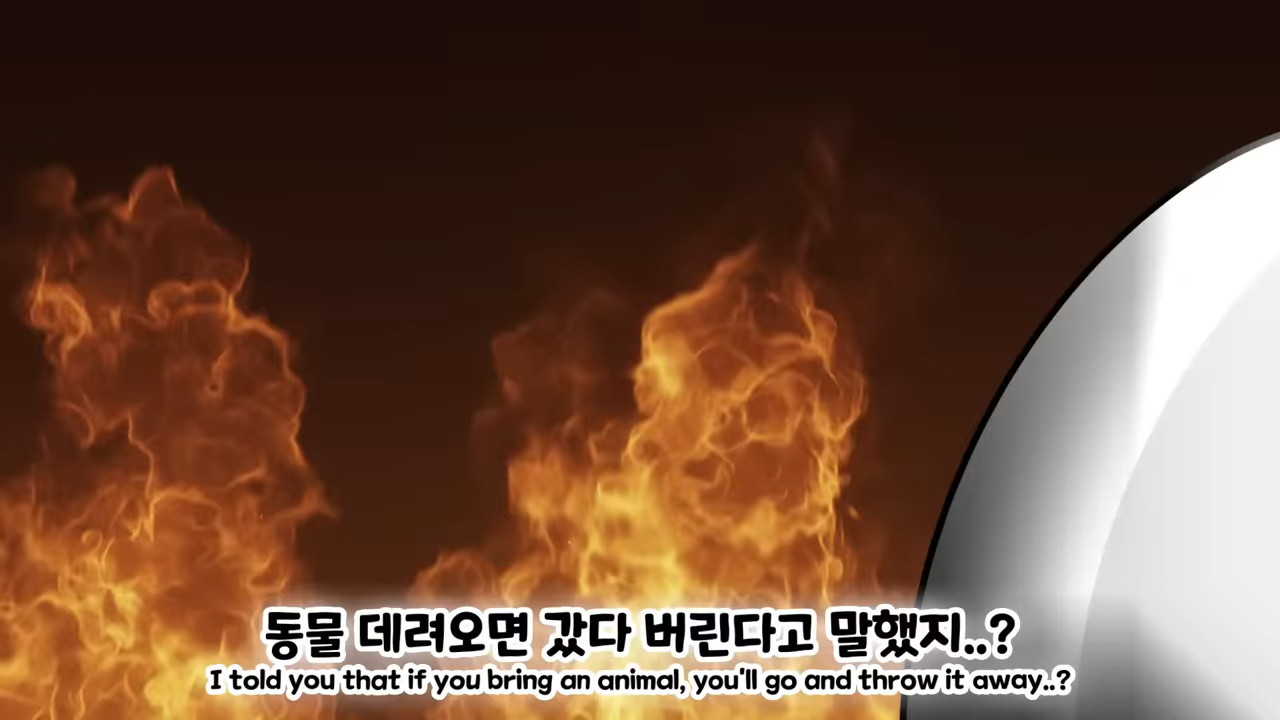 동물 데려오면 갔다 버린다고 말했지..?
I told you that if you bring an animal, you'll go and throw it away..?